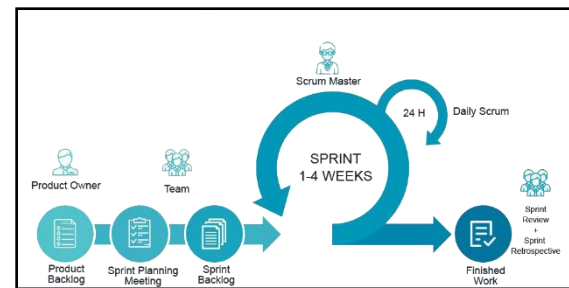 Scrum Master
24 H
Daily Scrum
SPRINT
1-4 WEEKS
Product Owner
Team
Product
Backlog
Sprint Planning
Meeting
Sprint
Backlog
Finished
Work
Sprint
Review
+
Sprint
Retrospective